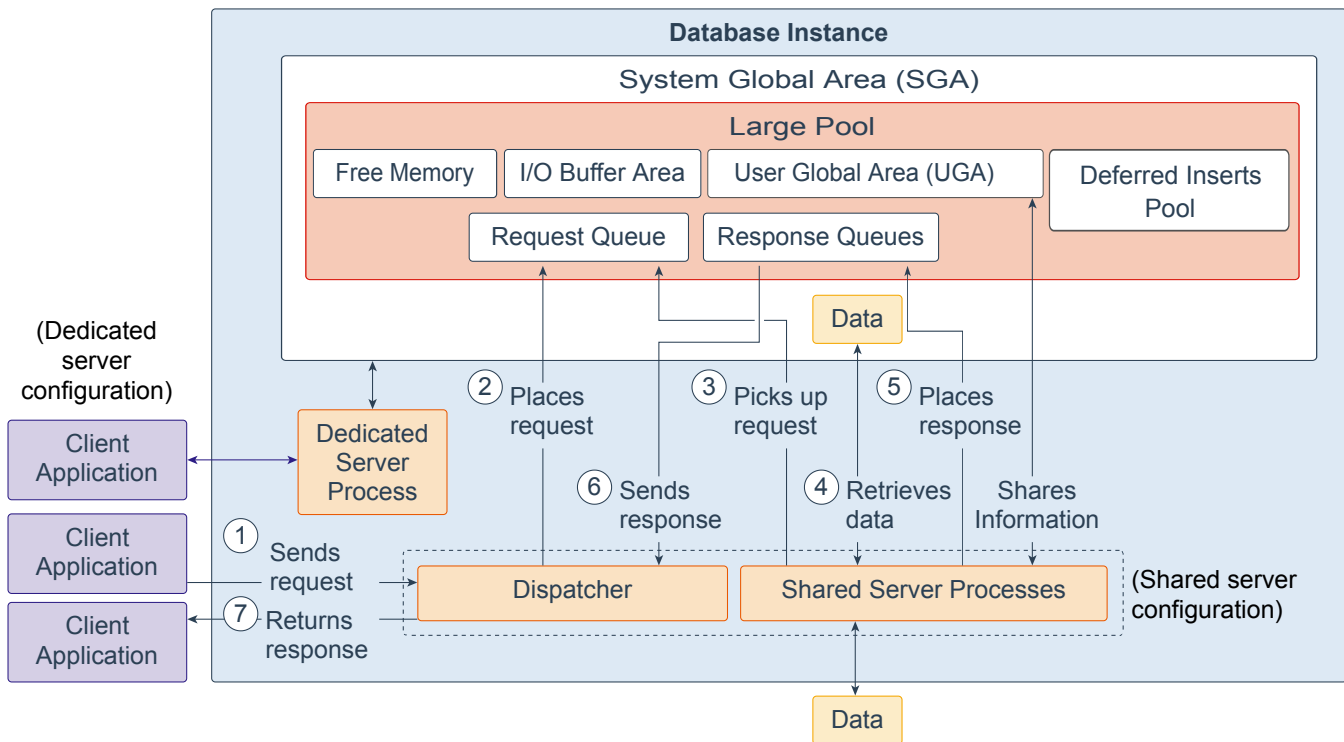 Database Instance
System Global Area (SGA)
Large Pool
Free Memory
I/O Buffer Area
User Global Area (UGA)
Deferred Inserts
Pool
Request Queue
Response Queues
Data
(Dedicated
server
configuration)
2
Places
request
3
Picks up
request
5
Places
response
Client
Application
Dedicated
Server
Process
6
Sends
response
4
Retrieves
data
Shares
Information
Client
Application
1
Sends
request
Dispatcher
Shared Server Processes
(Shared server
configuration)
Client
Application
7
Returns
response
Data